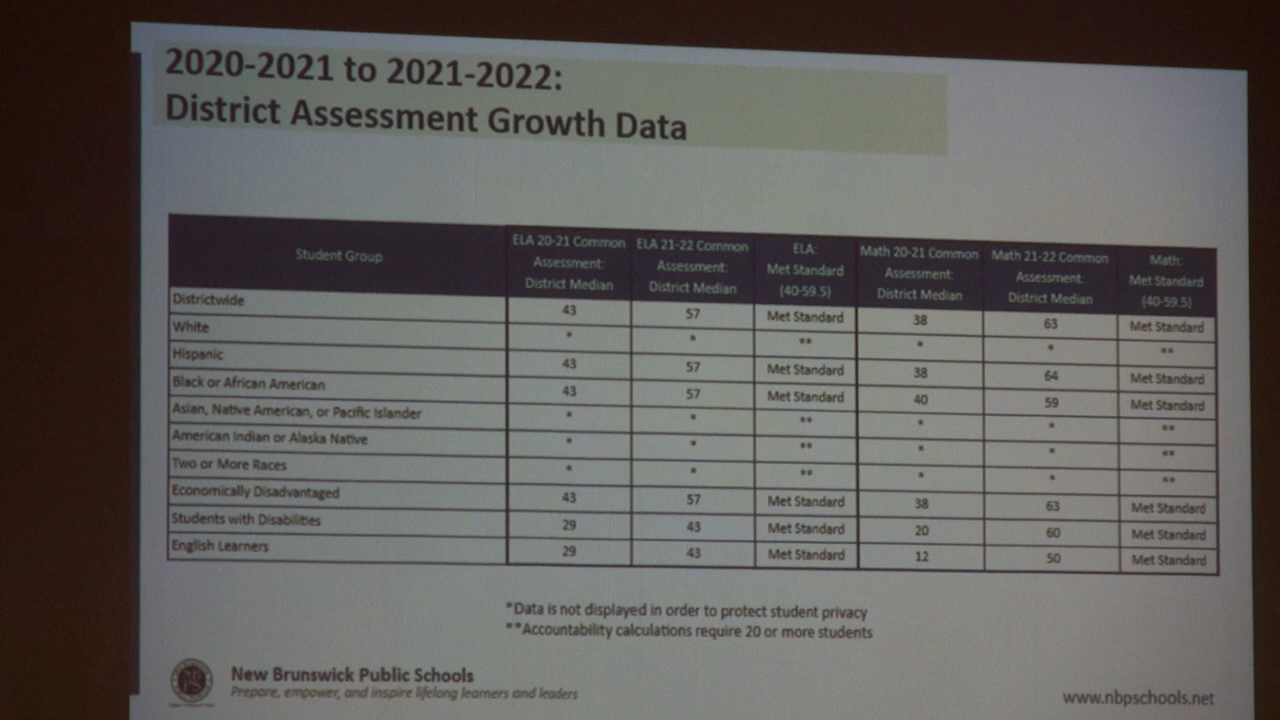 2020-2021 to 2021-2022:
District Assessment Growth Data
Student Group | ELA 20-21 Common Assessment: District Median | ELA 21-22 Common Assessment: District Median | ELA: Met Standard (40-59.5) | Math 20-21 Common Assessment: District Median | Math 21-22 Common Assessment: District Median | Math: Met Standard (40-59.5)
Districtwide | 43 | 57 | Met Standard | 38 | 63 | Met Standard
White | * | * | ** | * | * | **
Hispanic | 43 | 57 | Met Standard | 38 | 64 | Met Standard
Black or African American | 43 | 57 | Met Standard | 40 | 59 | Met Standard
Asian, Native American, or Pacific Islander | * | * | ** | * | * | **
American Indian or Alaska Native | * | * | ** | * | * | **
Two or More Races | * | * | ** | * | * | **
Economically Disadvantaged | 43 | 57 | Met Standard | 38 | 63 | Met Standard
Students with Disabilities | 29 | 43 | Met Standard | 20 | 60 | Met Standard
English Learners | 29 | 43 | Met Standard | 12 | 50 | Met Standard
*Data is not displayed in order to protect student privacy
**Accountability calculations require 20 or more students
New Brunswick Public Schools
Prepare, empower, and inspire lifelong learners and leaders
www.nbpschools.net